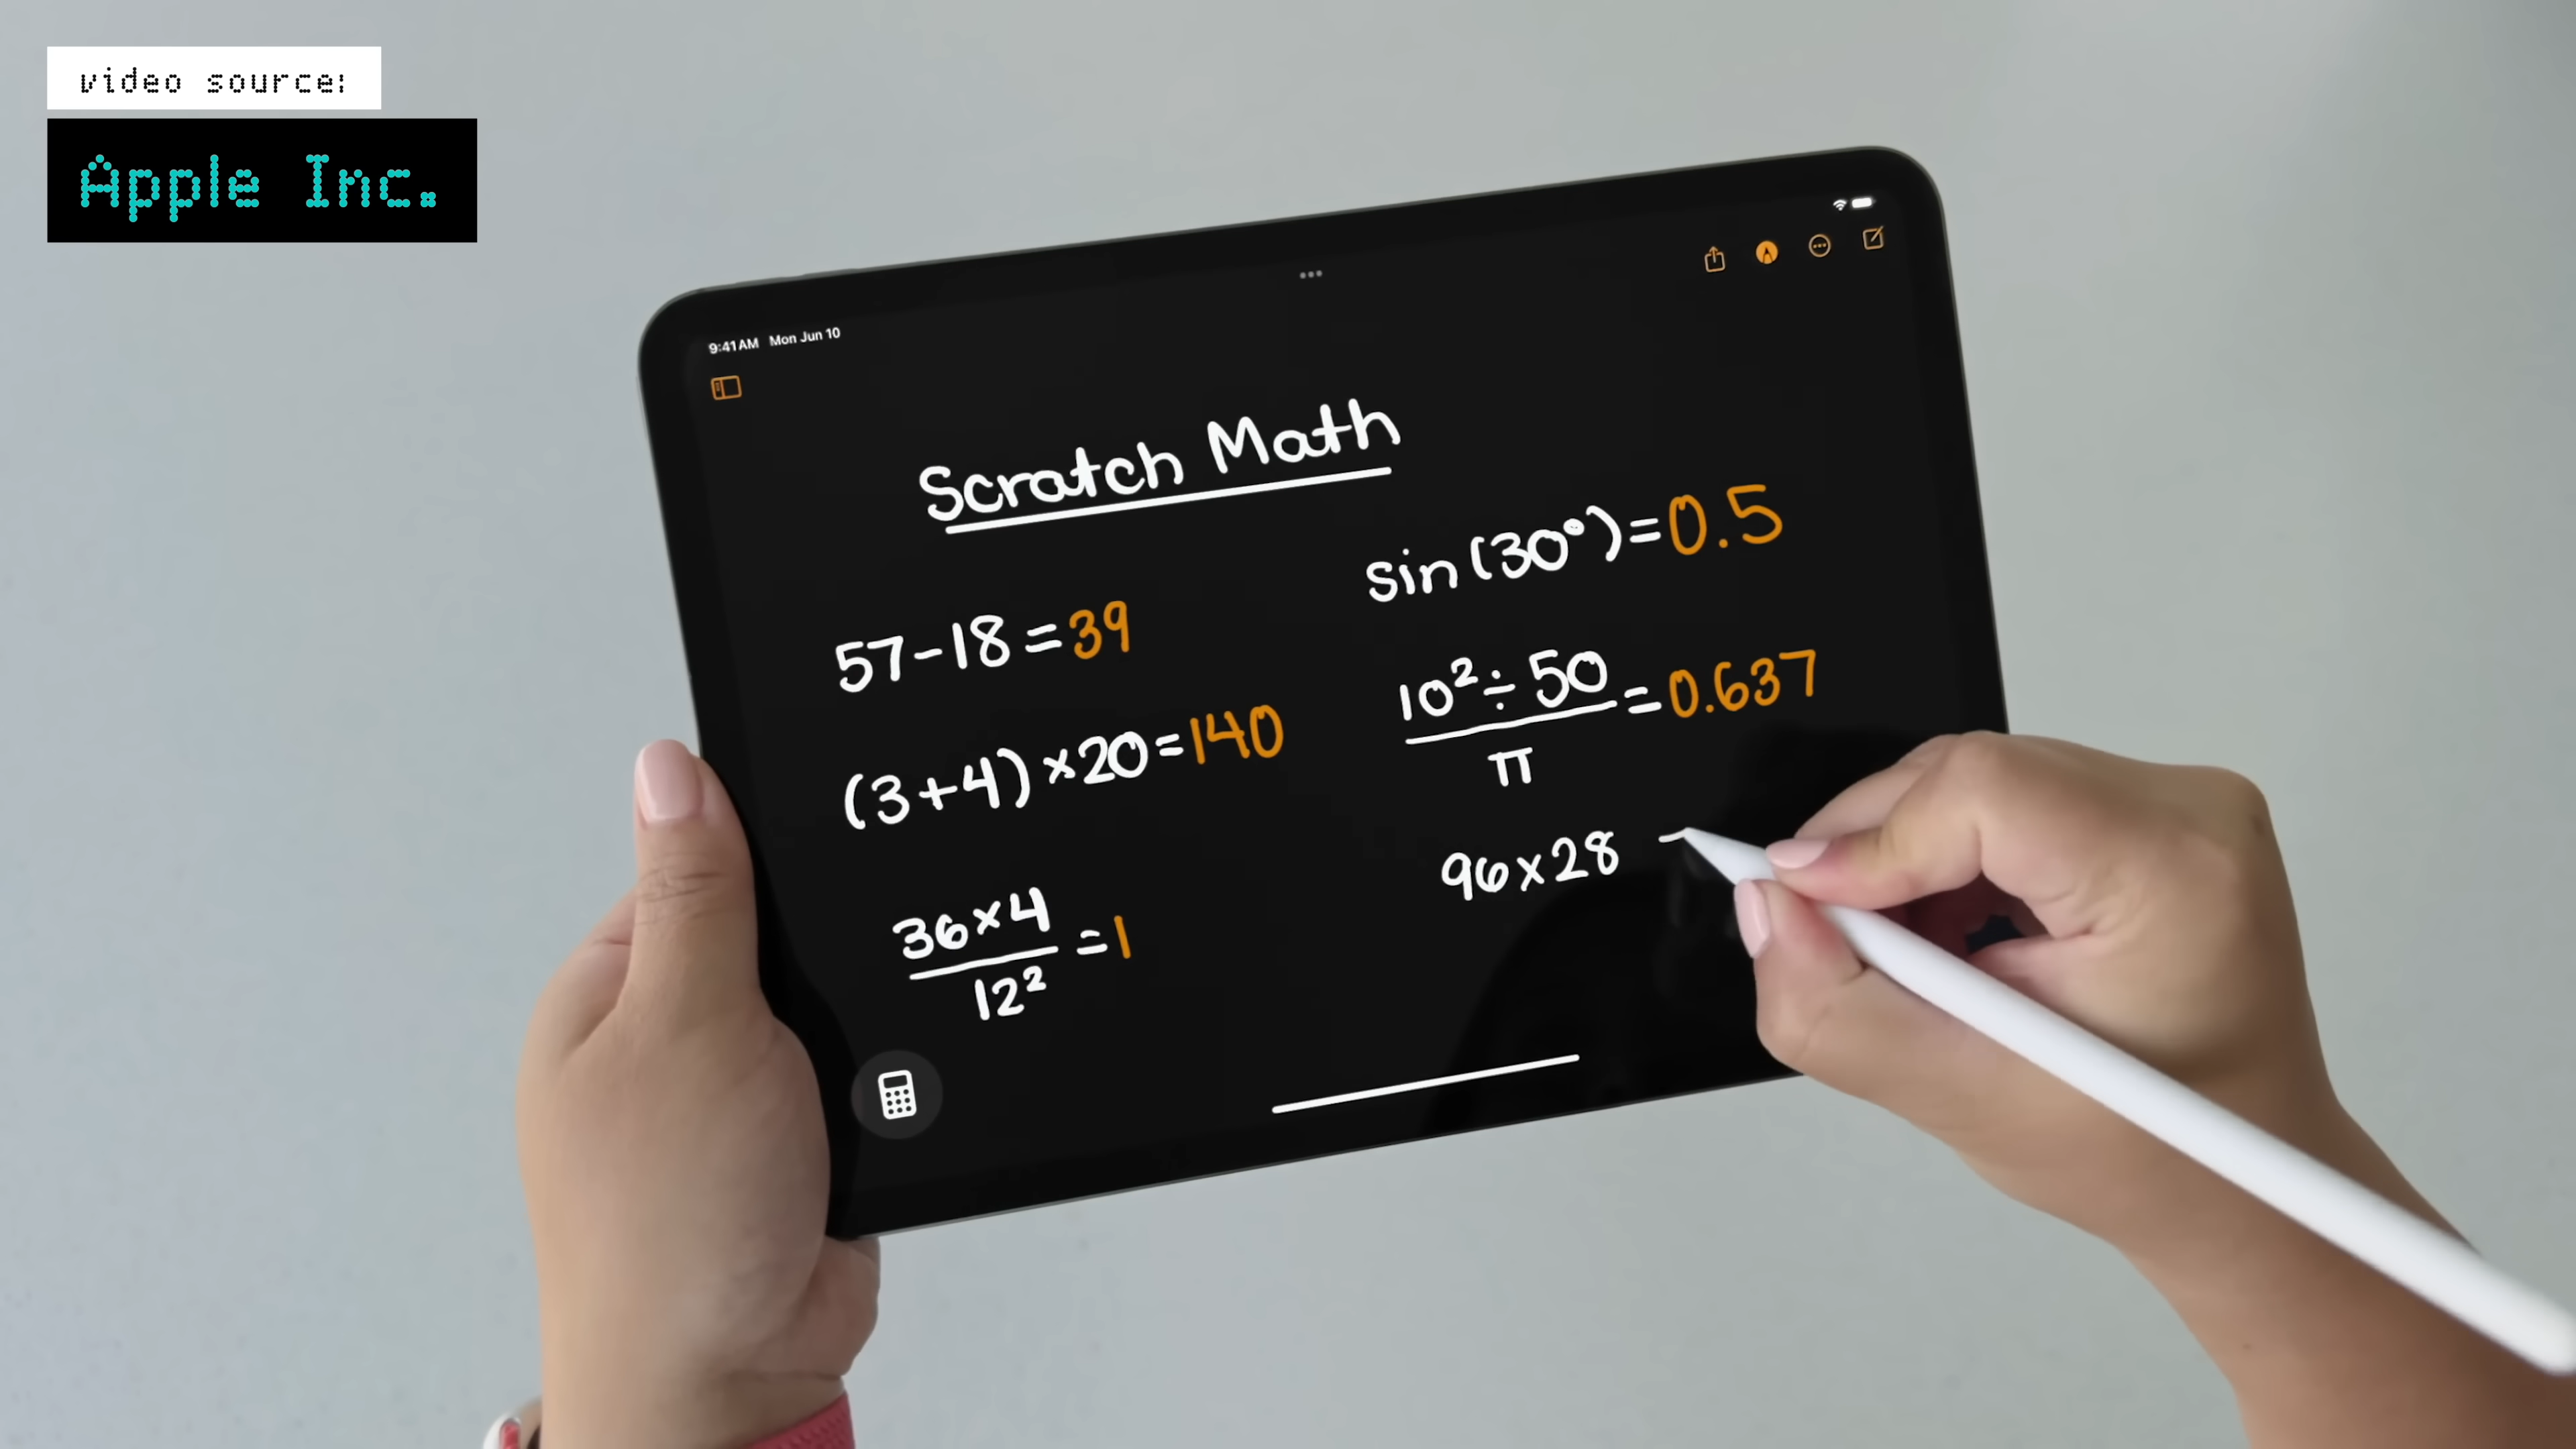 video source:
Apple Inc.
9:41 AM Mon Jun 10
Scratch Math
57-18=39
(3+4)×20=140
36×4
12²
=1
sin(30°)=0.5
10²÷50
π
=0.637
96×28